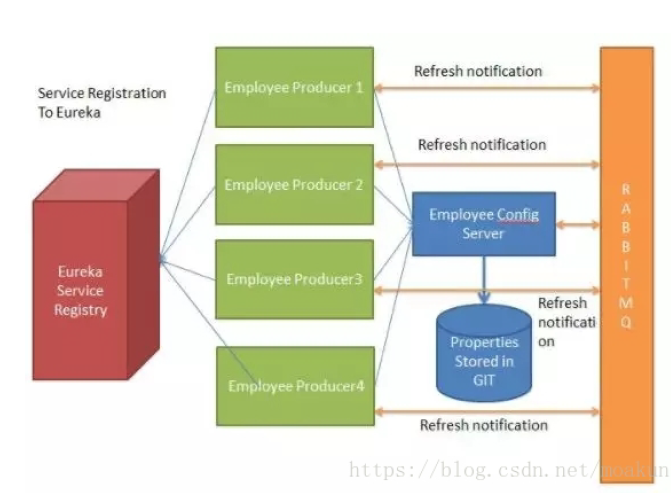 Service Registration
To Eureka
Eureka
Service
Registry
Employee Producer 1
Employee Producer 2
Employee Producer3
Employee Producer4
Refresh notification
Refresh notification
Employee Config
Server
Refresh
notificati
on
Properties
Stored in
GIT
Refresh notification
R
A
B
B
I
T
M
Q
https://blog.csdn.net/moakun